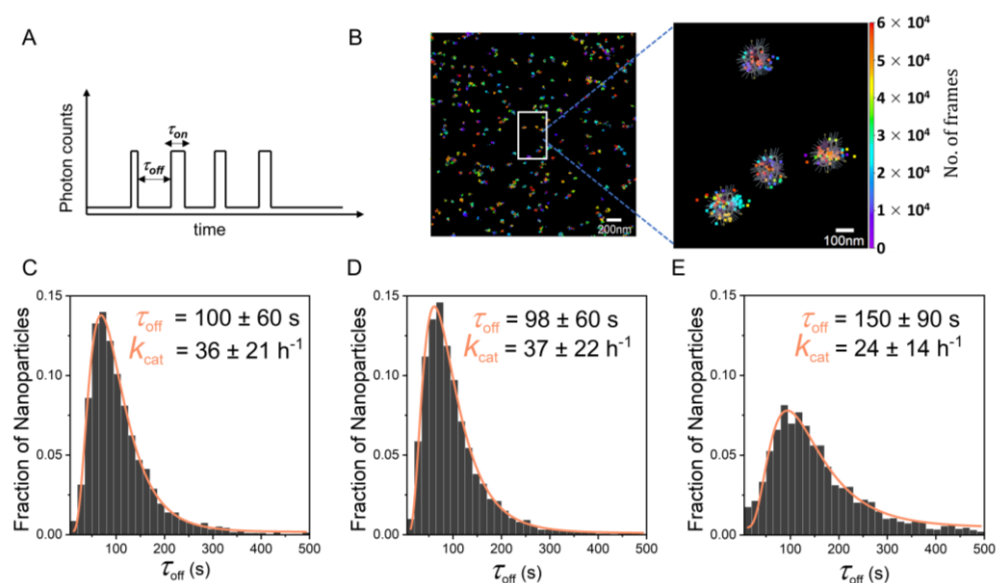 A
Photon counts
τon
τoff
time
B
200nm
100nm
6 × 10⁴
5 × 10⁴
4 × 10⁴
3 × 10⁴
2 × 10⁴
1 × 10⁴
0
No. of frames
C
0.15
0.10
0.05
0.00
Fraction of Nanoparticles
τoff = 100 ± 60 s
kcat = 36 ± 21 h⁻¹
100 200 300 400 500
τoff (s)
D
0.15
0.10
0.05
0.00
Fraction of Nanoparticles
τoff = 98 ± 60 s
kcat = 37 ± 22 h⁻¹
100 200 300 400 500
τoff (s)
E
0.15
0.10
0.05
0.00
Fraction of Nanoparticles
τoff = 150 ± 90 s
kcat = 24 ± 14 h⁻¹
100 200 300 400 500
τoff (s)